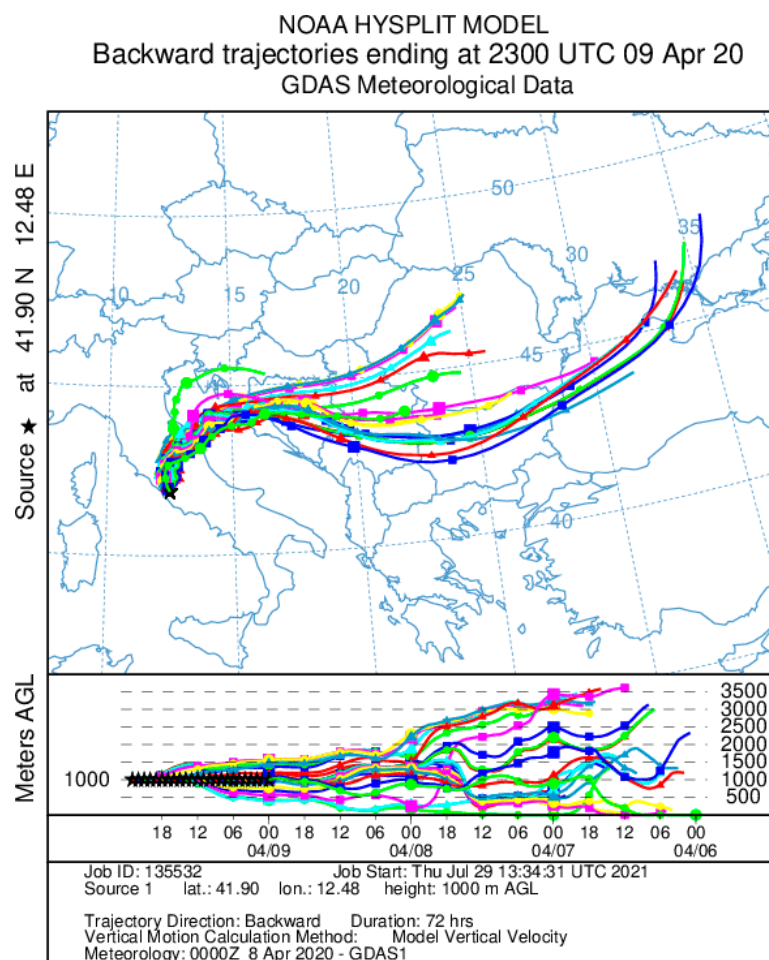 NOAA HYSPLIT MODEL
Backward trajectories ending at 2300 UTC 09 Apr 20
GDAS Meteorological Data
Source ★ at 41.90 N 12.48 E
50
35
30
10
15
20
25
45
40
Meters AGL
1000
3500
3000
2500
2000
1500
1000
500
18 12 06 00 18 12 06 00 18 12 06 00 18 12 06 00
04/09 04/08 04/07 04/06
Job ID: 135532 Job Start: Thu Jul 29 13:34:31 UTC 2021
Source 1 lat.: 41.90 lon.: 12.48 height: 1000 m AGL
Trajectory Direction: Backward Duration: 72 hrs
Vertical Motion Calculation Method: Model Vertical Velocity
Meteorology: 0000Z 8 Apr 2020 - GDAS1